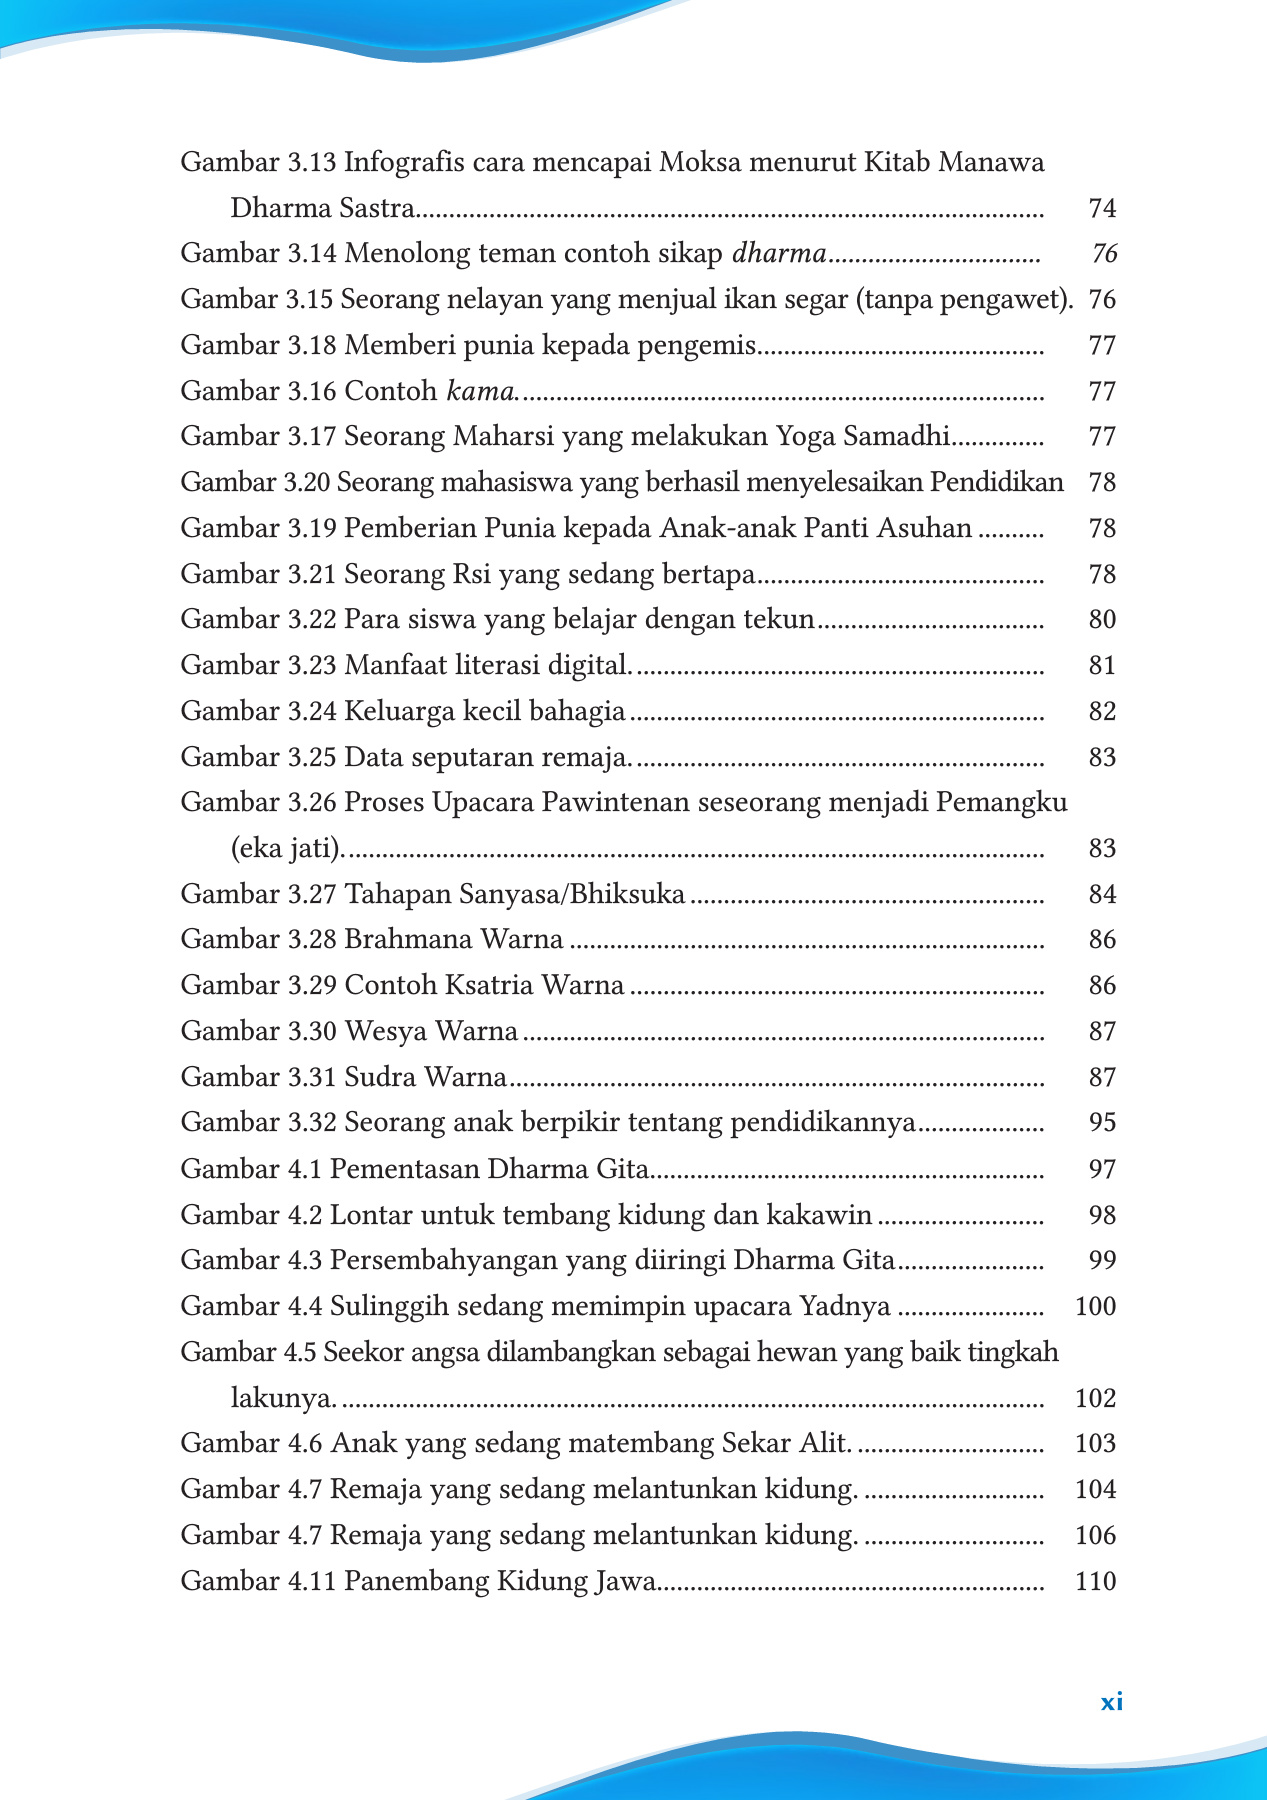 Gambar 3.13 Infografis cara mencapai Moksa menurut Kitab Manawa
Dharma Sastra............................................................................................. 74
Gambar 3.14 Menolong teman contoh sikap dharma................................ 76
Gambar 3.15 Seorang nelayan yang menjual ikan segar (tanpa pengawet). 76
Gambar 3.18 Memberi punia kepada pengemis........................................... 77
Gambar 3.16 Contoh kama.............................................................................. 77
Gambar 3.17 Seorang Maharsi yang melakukan Yoga Samadhi.............. 77
Gambar 3.20 Seorang mahasiswa yang berhasil menyelesaikan Pendidikan 78
Gambar 3.19 Pemberian Punia kepada Anak-anak Panti Asuhan .......... 78
Gambar 3.21 Seorang Rsi yang sedang bertapa........................................... 78
Gambar 3.22 Para siswa yang belajar dengan tekun.................................. 80
Gambar 3.23 Manfaat literasi digital.............................................................. 81
Gambar 3.24 Keluarga kecil bahagia.............................................................. 82
Gambar 3.25 Data seputaran remaja.............................................................. 83
Gambar 3.26 Proses Upacara Pawintenan seseorang menjadi Pemangku
(eka jati)......................................................................................................... 83
Gambar 3.27 Tahapan Sanyasa/Bhiksuka..................................................... 84
Gambar 3.28 Brahmana Warna ....................................................................... 86
Gambar 3.29 Contoh Ksatria Warna .............................................................. 86
Gambar 3.30 Wesya Warna.............................................................................. 87
Gambar 3.31 Sudra Warna................................................................................ 87
Gambar 3.32 Seorang anak berpikir tentang pendidikannya................... 95
Gambar 4.1 Pementasan Dharma Gita........................................................... 97
Gambar 4.2 Lontar untuk tembang kidung dan kakawin ......................... 98
Gambar 4.3 Persembahyangan yang diiringi Dharma Gita...................... 99
Gambar 4.4 Sulinggih sedang memimpin upacara Yadnya ...................... 100
Gambar 4.5 Seekor angsa dilambangkan sebagai hewan yang baik tingkah
lakunya.......................................................................................................... 102
Gambar 4.6 Anak yang sedang matembang Sekar Alit. ............................ 103
Gambar 4.7 Remaja yang sedang melantunkan kidung. ........................... 104
Gambar 4.7 Remaja yang sedang melantunkan kidung. ........................... 106
Gambar 4.11 Panembang Kidung Jawa.......................................................... 110
xi